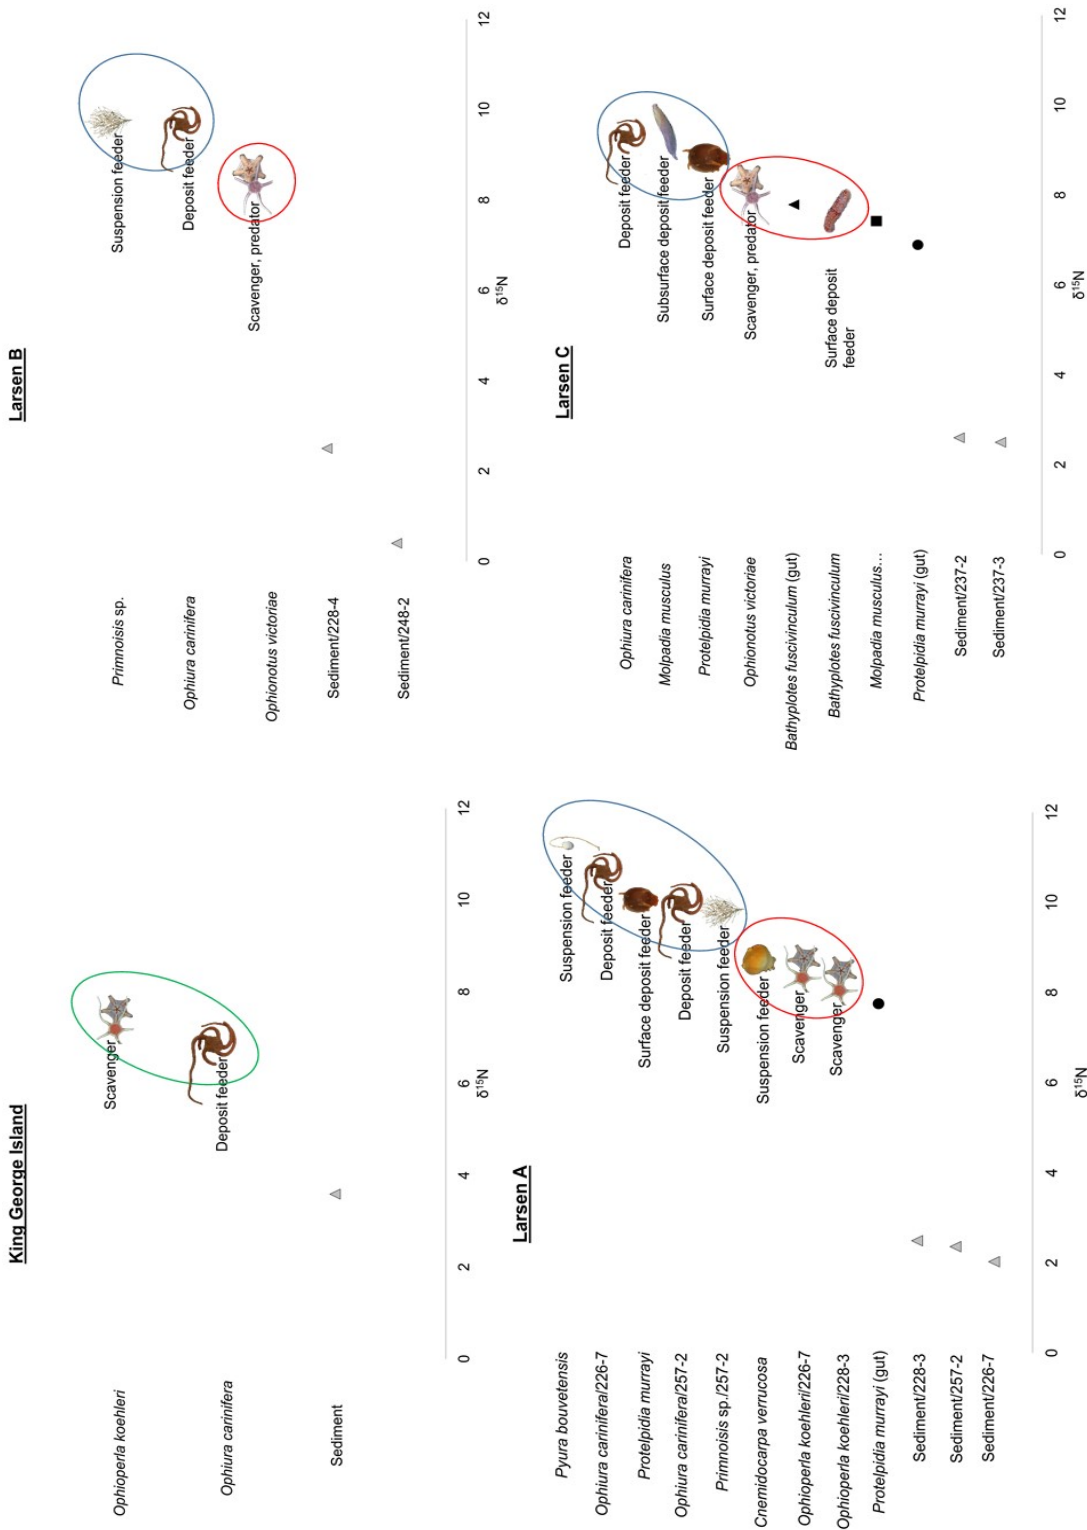 King George Island
Ophioperla koehleri
Scavenger
Ophiura carinifera
Deposit feeder
Sediment
0 2 4 6 8 10 12
δ15N
Larsen B
Primnoisis sp.
Suspension feeder
Ophiura carinifera
Deposit feeder
Ophionotus victoriae
Scavenger, predator
Sediment/228-4
Sediment/248-2
0 2 4 6 8 10 12
δ15N
Larsen A
Pyura bouvetensis
Suspension feeder
Ophiura carinifera/226-7
Deposit feeder
Protelpidia murrayi
Surface deposit feeder
Ophiura carinifera/257-2
Deposit feeder
Primnoisis sp./257-2
Suspension feeder
Cnemidocarpa verrucosa
Suspension feeder
Ophioperla koehleri/226-7
Scavenger
Ophioperla koehleri/228-3
Scavenger
Protelpidia murrayi (gut)
Sediment/228-3
Sediment/257-2
Sediment/226-7
0 2 4 6 8 10 12
δ15N
Larsen C
Ophiura carinifera
Deposit feeder
Molpadia musculus
Subsurface deposit feeder
Protelpidia murrayi
Surface deposit feeder
Ophionotus victoriae
Scavenger, predator
Bathyplotes fuscivinculum (gut)
Bathyplotes fuscivinculum
Surface deposit
feeder
Molpadia musculus...
Protelpidia murrayi (gut)
Sediment/237-2
Sediment/237-3
0 2 4 6 8 10 12
δ15N